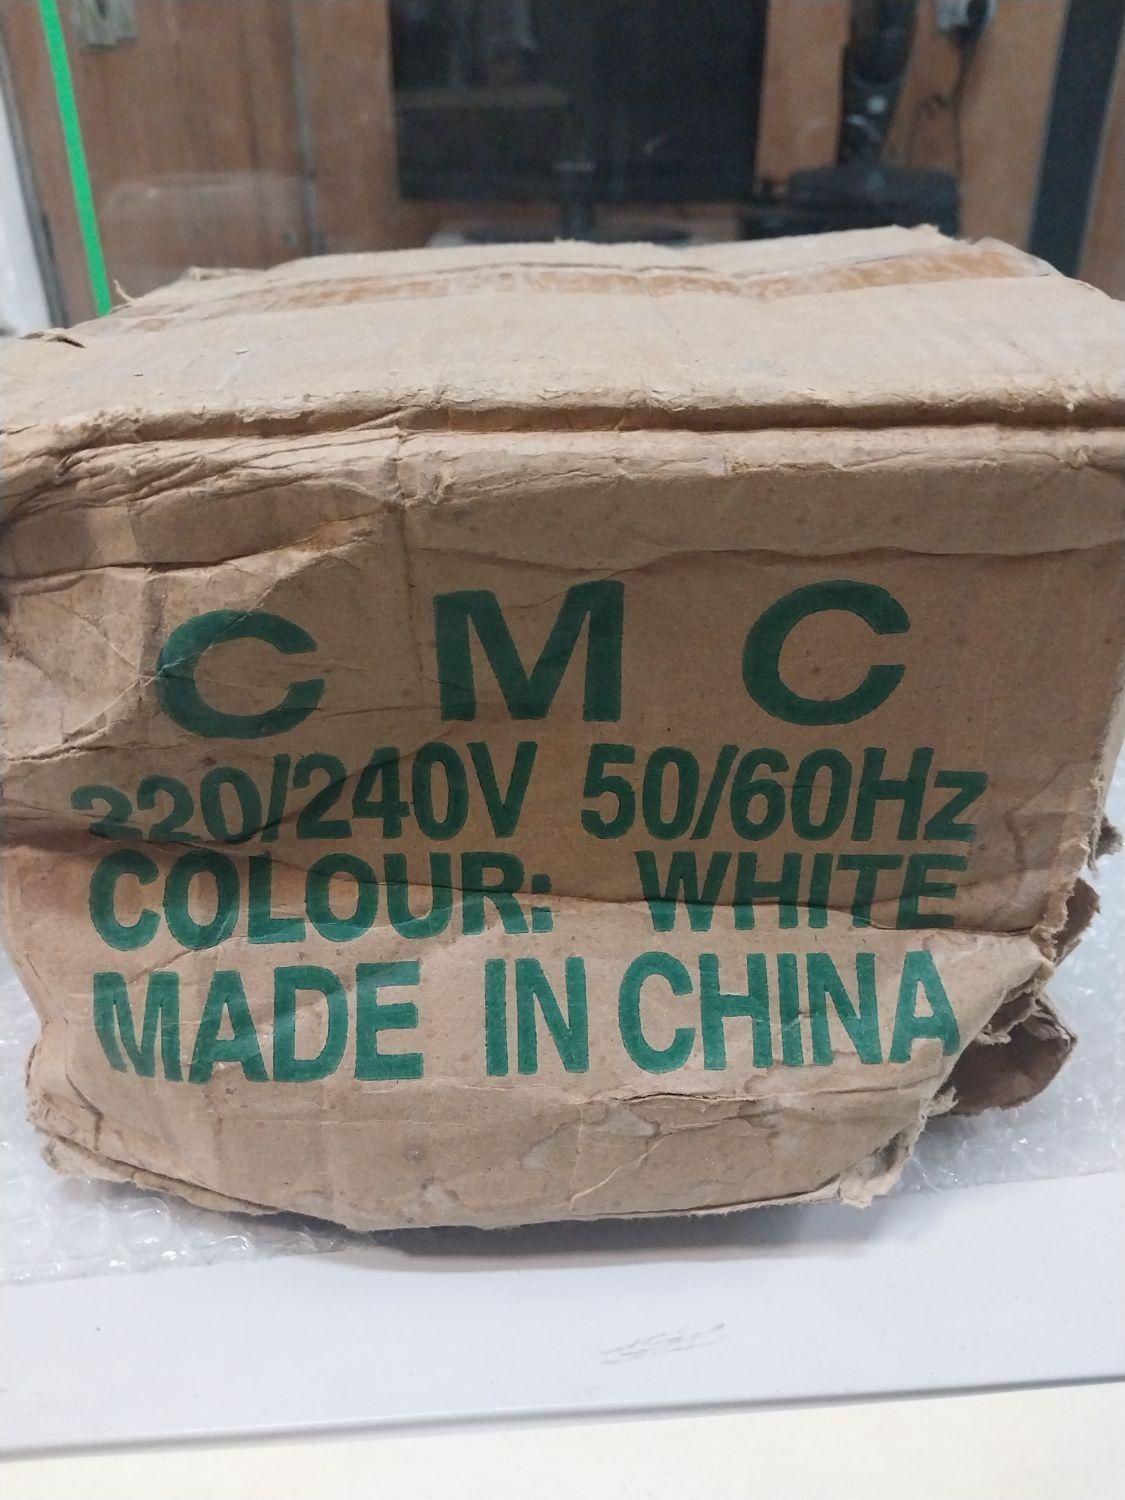 C M C
220/240V 50/60Hz
COLOUR: WHITE
MADE IN CHINA